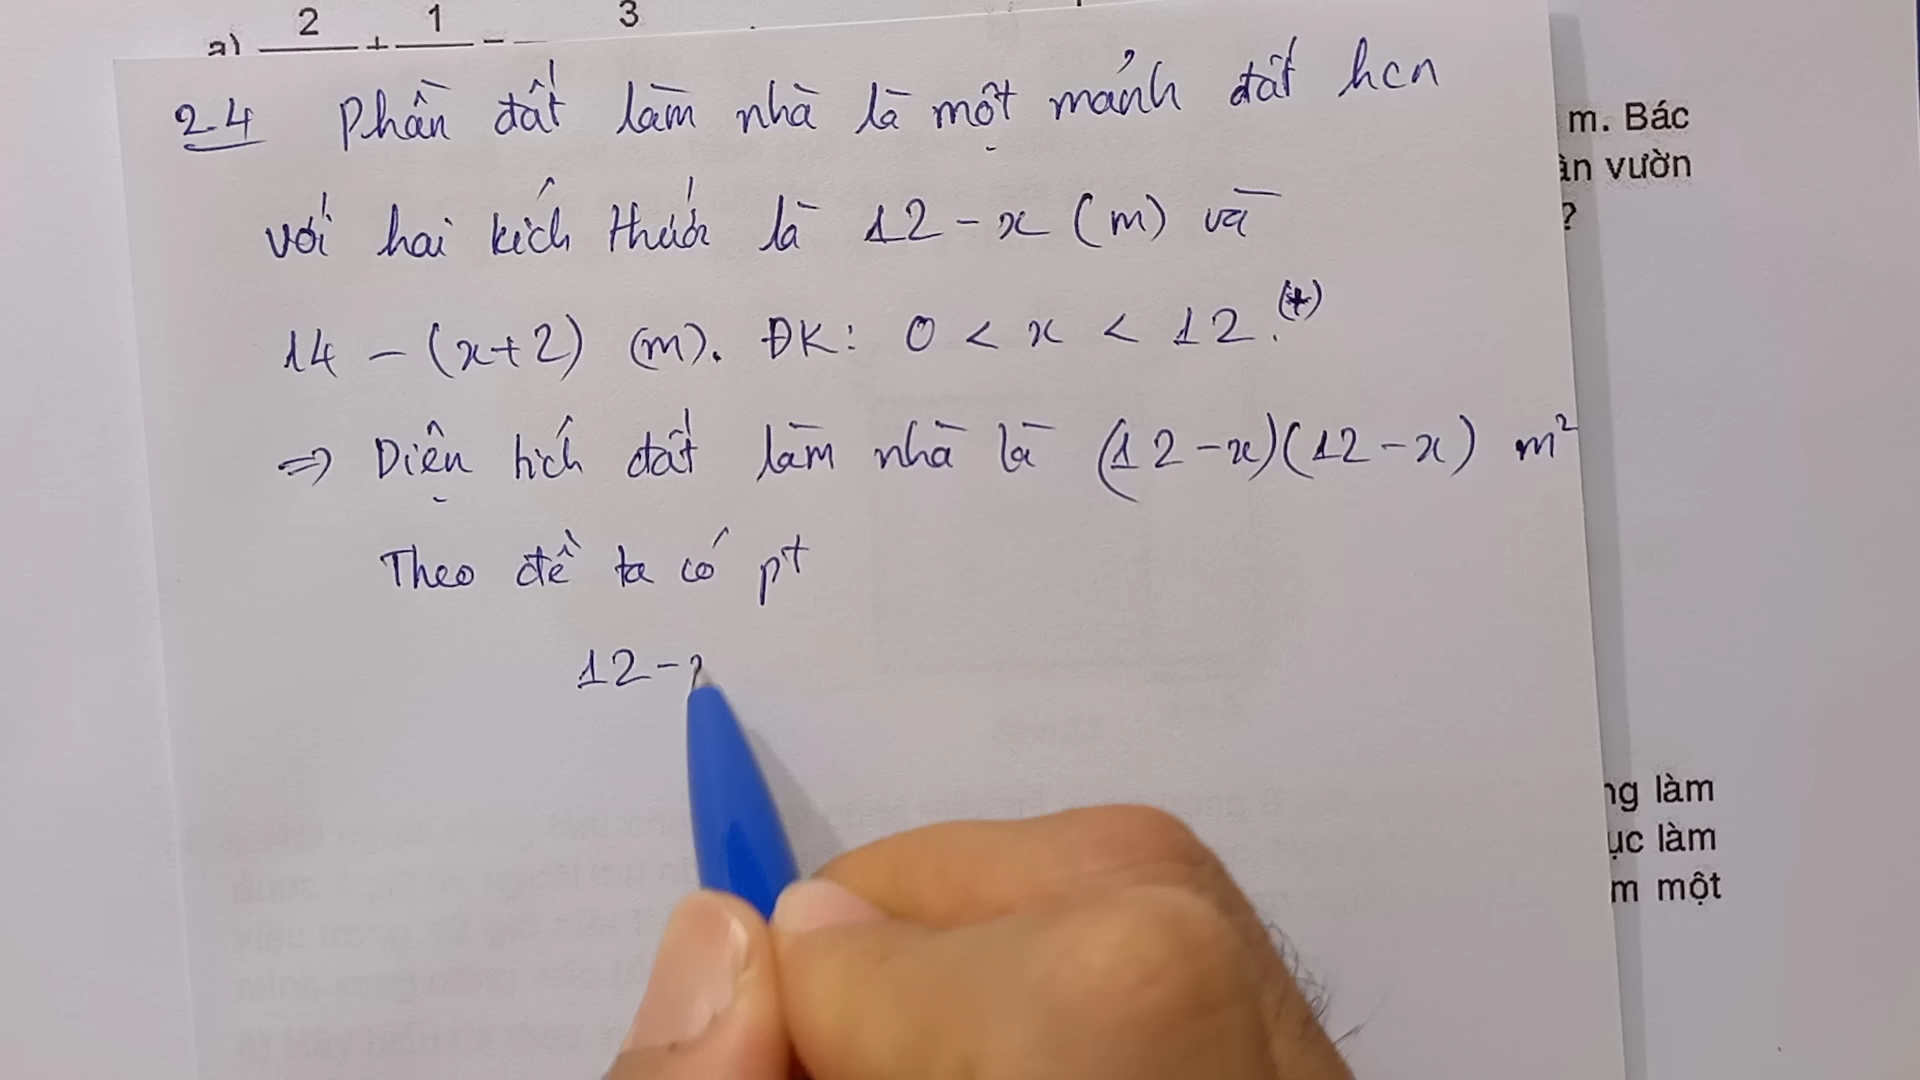 a) 2 + 1 = 3
2.4 Phần đất làm nhà là một mảnh đất hcn
m. Bác
àn vườn
?
với hai kích thước là 12 - x (m) và
14 - (x+2) (m). ĐK: 0 < x < 12. (*)
=> Diện tích đất làm nhà là (12-x)(12-x) m²
Theo đề ta có pt
12 -
ng làm
ục làm
m một